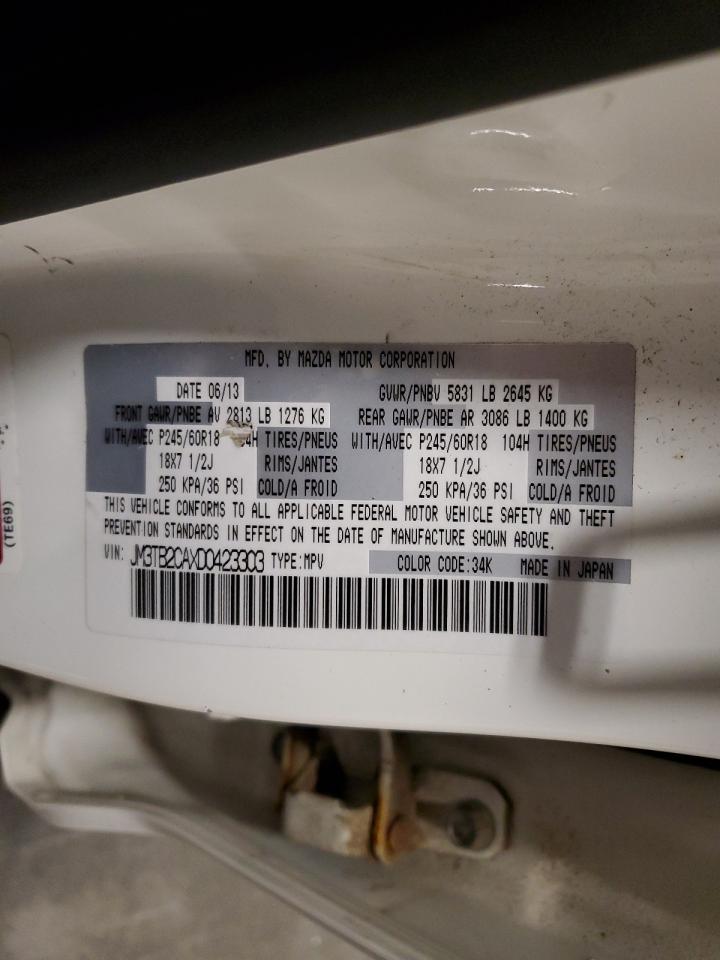 MFD. BY MAZDA MOTOR CORPORATION
DATE 06/13 GVWR/PNBV 5831 LB 2645 KG
FRONT GAWR/PNBE AV 2813 LB 1276 KG REAR GAWR/PNBE AR 3086 LB 1400 KG
WITH/AVEC P245/60R18 TIRES/PNEUS WITH/AVEC P245/60R18 104H TIRES/PNEUS
18X7 1/2J RIMS/JANTES 18X7 1/2J RIMS/JANTES
250 KPA/36 PSI COLD/A FROID 250 KPA/36 PSI COLD/A FROID
THIS VEHICLE CONFORMS TO ALL APPLICABLE FEDERAL MOTOR VEHICLE SAFETY AND THEFT
PREVENTION STANDARDS IN EFFECT ON THE DATE OF MANUFACTURE SHOWN ABOVE.
VIN: JM3TB2CAXD0423303 TYPE:MPV COLOR CODE:34K MADE IN JAPAN
(TE69)